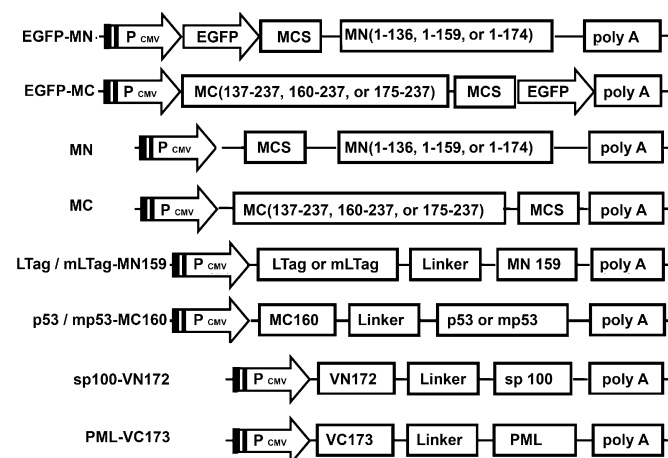 EGFP-MN P CMV EGFP MCS MN(1-136, 1-159, or 1-174) poly A
EGFP-MC P CMV MC(137-237, 160-237, or 175-237) MCS EGFP poly A
MN P CMV MCS MN(1-136, 1-159, or 1-174) poly A
MC P CMV MC(137-237, 160-237, or 175-237) MCS poly A
LTag / mLTag-MN159 P CMV LTag or mLTag Linker MN 159 poly A
p53 / mp53-MC160 P CMV MC160 Linker p53 or mp53 poly A
sp100-VN172 P CMV VN172 Linker sp 100 poly A
PML-VC173 P CMV VC173 Linker PML poly A